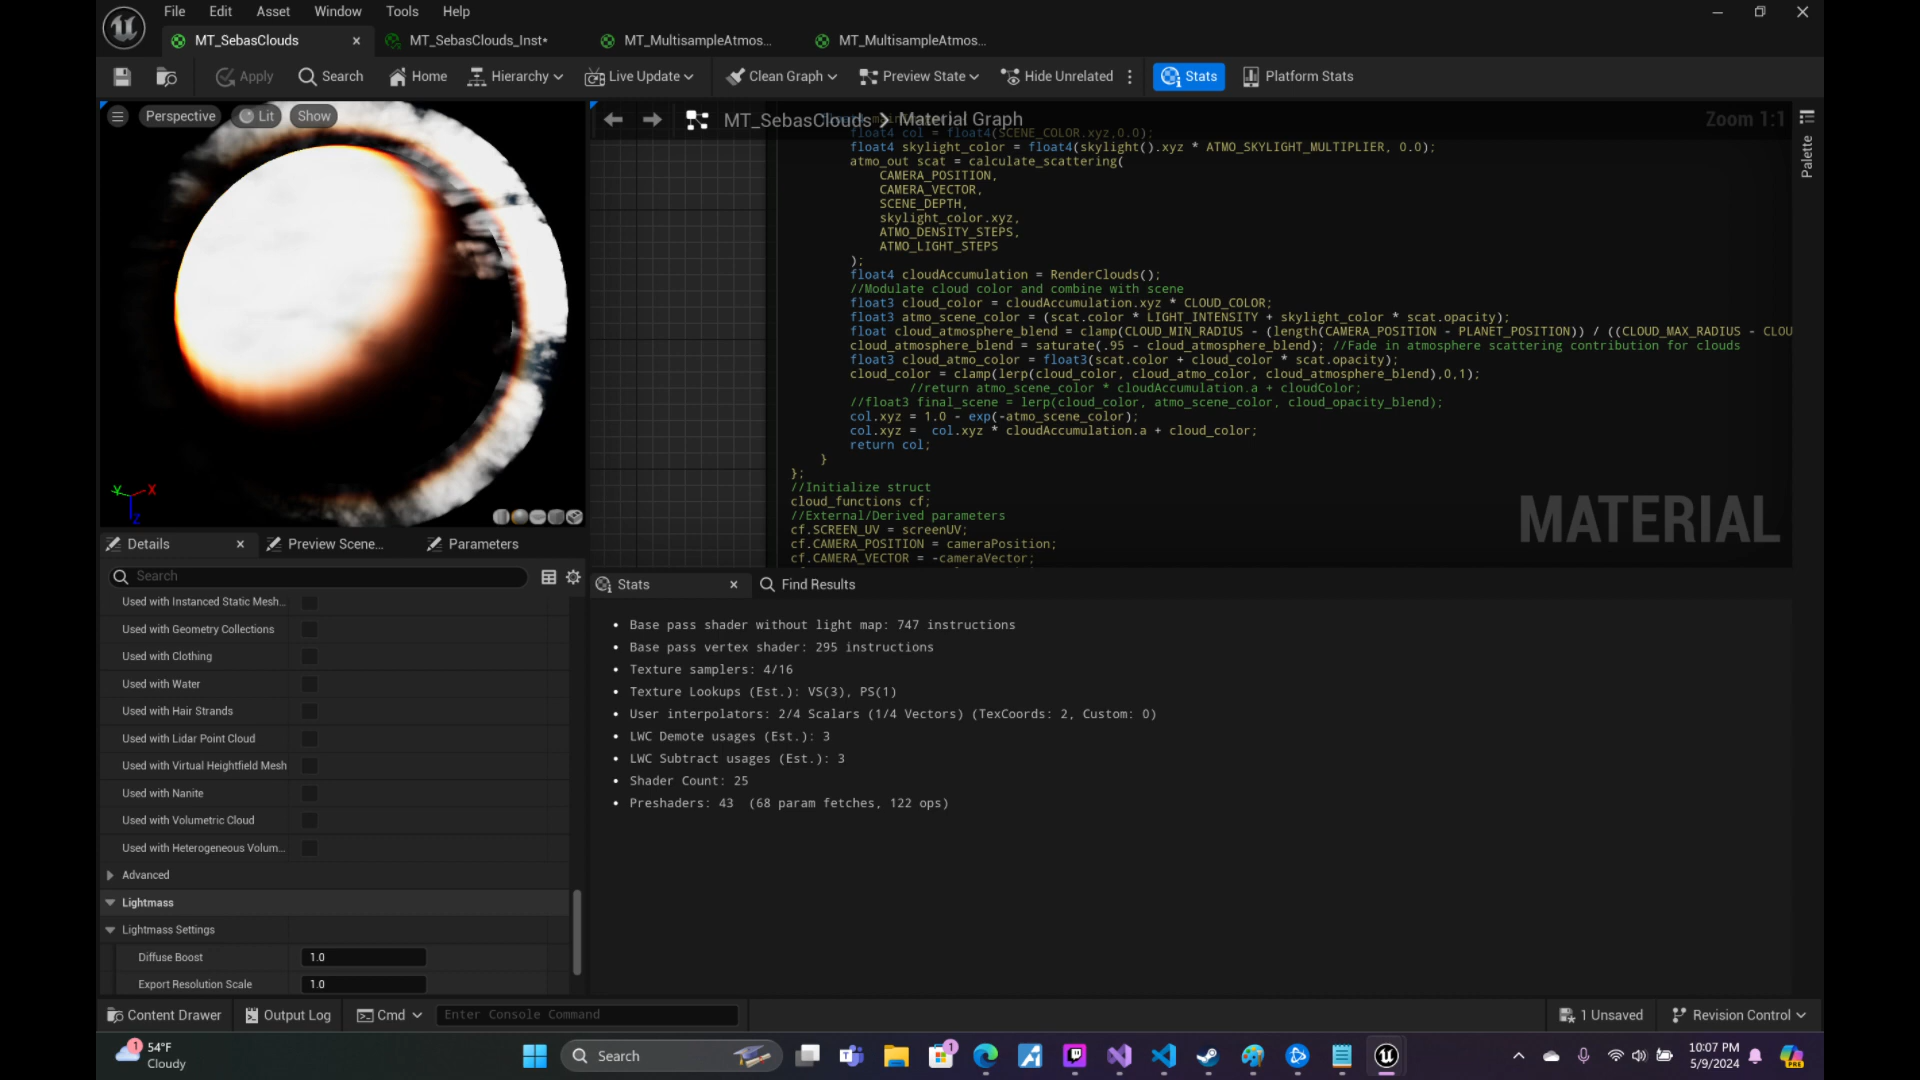 File Edit Asset Window Tools Help
MT_SebasClouds MT_SebasClouds_Inst* MT_MultisampleAtmos... MT_MultisampleAtmos...
Apply Search Home Hierarchy Live Update Clean Graph Preview State Hide Unrelated Stats Platform Stats
Perspective Lit Show
MT_SebasClouds > Material Graph Zoom 1:1
Palette
float4 col = float4(SCENE_COLOR.xyz,0.0);
float4 skylight_color = float4(skylight().xyz * ATMO_SKYLIGHT_MULTIPLIER, 0.0);
atmo_out scat = calculate_scattering(
CAMERA_POSITION,
CAMERA_VECTOR,
SCENE_DEPTH,
skylight_color.xyz,
ATMO_DENSITY_STEPS,
ATMO_LIGHT_STEPS
);
float4 cloudAccumulation = RenderClouds();
//Modulate cloud color and combine with scene
float3 cloud_color = cloudAccumulation.xyz * CLOUD_COLOR;
float3 atmo_scene_color = (scat.color * LIGHT_INTENSITY + skylight_color * scat.opacity);
float cloud_atmosphere_blend = clamp(CLOUD_MIN_RADIUS - (length(CAMERA_POSITION - PLANET_POSITION)) / ((CLOUD_MAX_RADIUS - CLOU
cloud_atmosphere_blend = saturate(.95 - cloud_atmosphere_blend); //Fade in atmosphere scattering contribution for clouds
float3 cloud_atmo_color = float3(scat.color + cloud_color * scat.opacity);
cloud_color = clamp(lerp(cloud_color, cloud_atmo_color, cloud_atmosphere_blend),0,1);
//return atmo_scene_color * cloudAccumulation.a + cloudColor;
//float3 final_scene = lerp(cloud_color, atmo_scene_color, cloud_opacity_blend);
col.xyz = 1.0 - exp(-atmo_scene_color);
col.xyz =  col.xyz * cloudAccumulation.a + cloud_color;
return col;
}
};
//Initialize struct
cloud_functions cf;
//External/Derived parameters
cf.SCREEN_UV = screenUV;
cf.CAMERA_POSITION = cameraPosition;
cf.CAMERA_VECTOR = -cameraVector;
MATERIAL
Y X
Z
Details Preview Scene... Parameters
Search
Used with Instanced Static Mesh...
Used with Geometry Collections
Used with Clothing
Used with Water
Used with Hair Strands
Used with Lidar Point Cloud
Used with Virtual Heightfield Mesh
Used with Nanite
Used with Volumetric Cloud
Used with Heterogeneous Volum...
Advanced
Lightmass
Lightmass Settings
Diffuse Boost 1.0
Export Resolution Scale 1.0
Stats Find Results
Base pass shader without light map: 747 instructions
Base pass vertex shader: 295 instructions
Texture samplers: 4/16
Texture Lookups (Est.): VS(3), PS(1)
User interpolators: 2/4 Scalars (1/4 Vectors) (TexCoords: 2, Custom: 0)
LWC Demote usages (Est.): 3
LWC Subtract usages (Est.): 3
Shader Count: 25
Preshaders: 43  (68 param fetches, 122 ops)
Content Drawer Output Log Cmd Enter Console Command 1 Unsaved Revision Control
1 54°F
Cloudy
Search
1
10:07 PM
5/9/2024
PRE